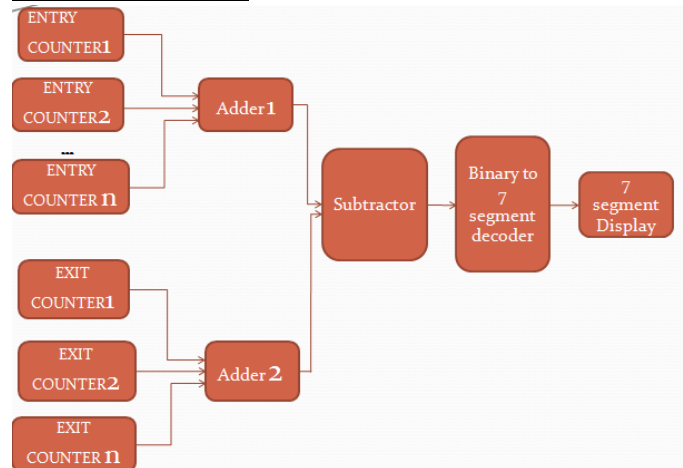 ENTRY
COUNTER1
ENTRY
COUNTER2
...
ENTRY
COUNTER n
Adder1
EXIT
COUNTER1
EXIT
COUNTER2
EXIT
COUNTER n
Adder 2
Subtractor
Binary to
7
segment
decoder
7
segment
Display